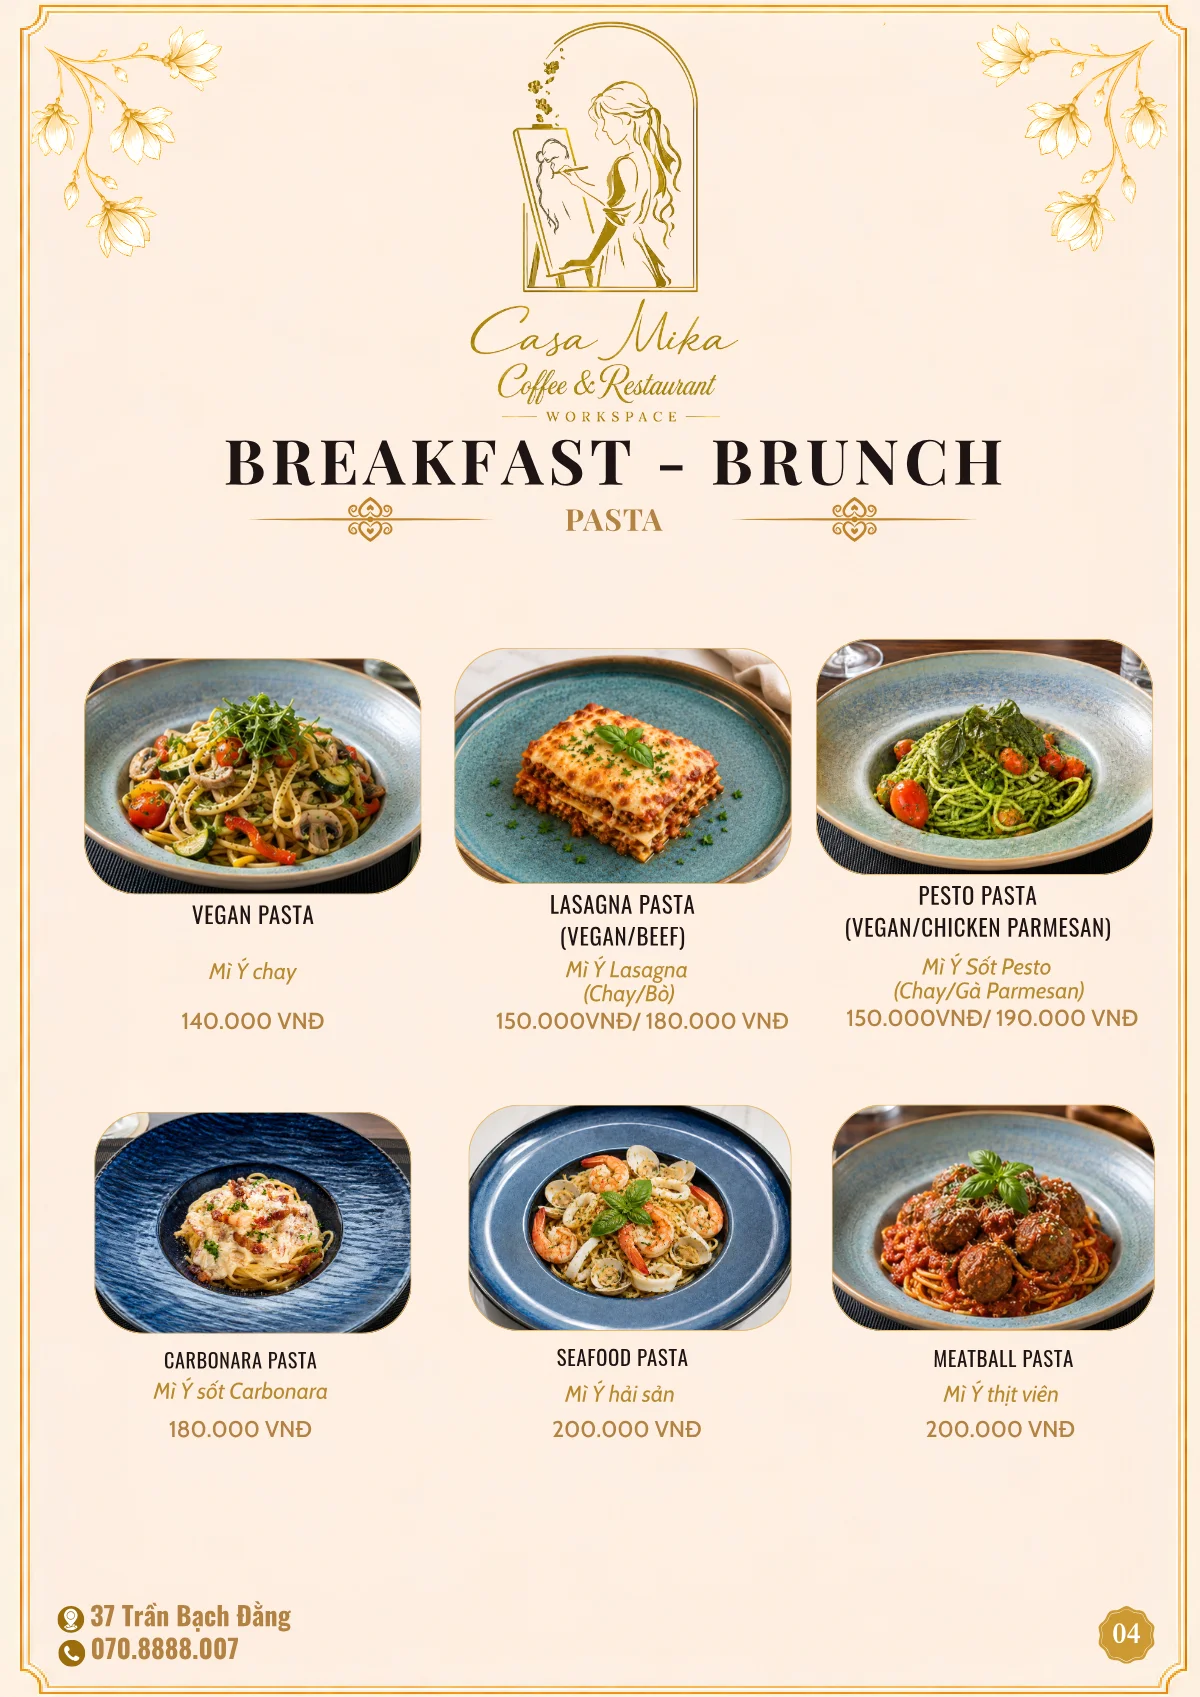 Casa Mika
Coffee & Restaurant
WORKSPACE
BREAKFAST - BRUNCH
PASTA
VEGAN PASTA
Mì Ý chay
140.000 VNĐ
LASAGNA PASTA
(VEGAN/BEEF)
Mì Ý Lasagna
(Chay/Bò)
150.000VNĐ/ 180.000 VNĐ
PESTO PASTA
(VEGAN/CHICKEN PARMESAN)
Mì Ý Sốt Pesto
(Chay/Gà Parmesan)
150.000VNĐ/ 190.000 VNĐ
CARBONARA PASTA
Mì Ý sốt Carbonara
180.000 VNĐ
SEAFOOD PASTA
Mì Ý hải sản
200.000 VNĐ
MEATBALL PASTA
Mì Ý thịt viên
200.000 VNĐ
37 Trần Bạch Đằng
070.8888.007
04